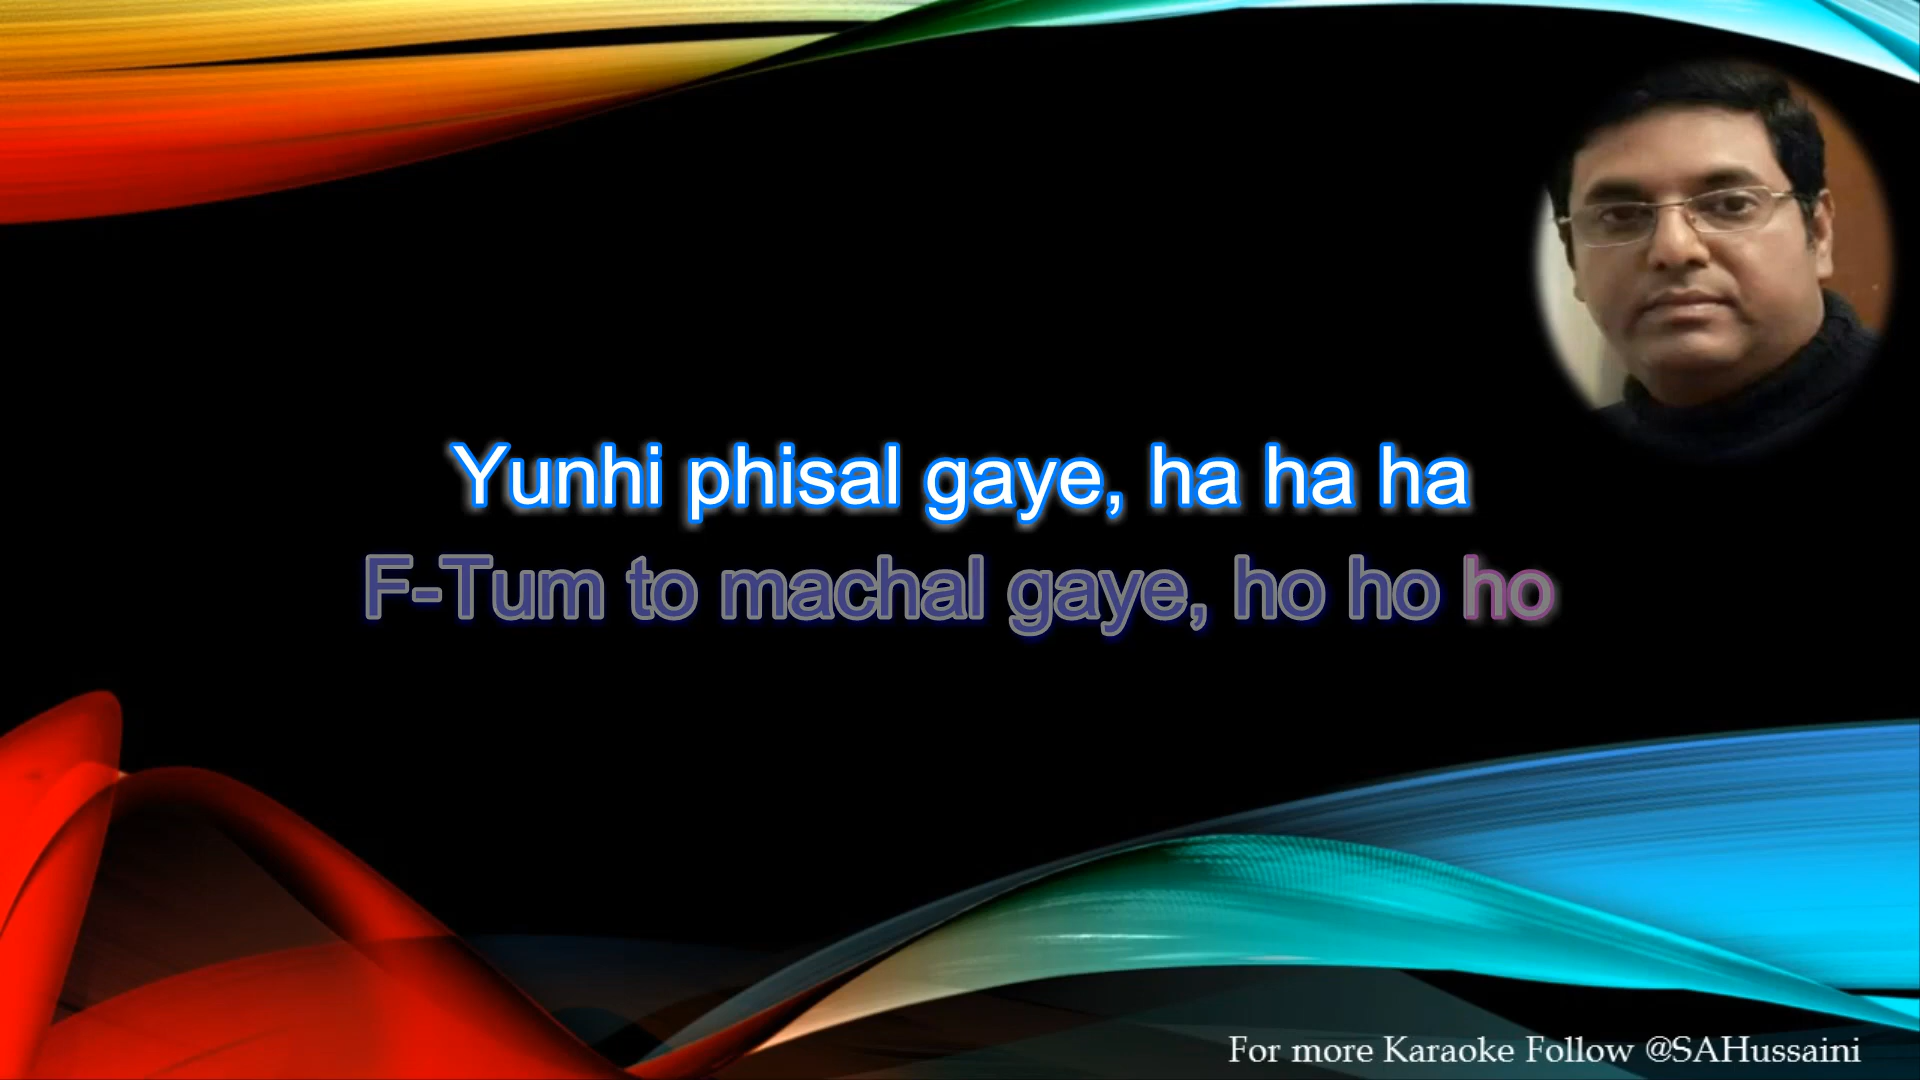 Yunhi phisal gaye, ha ha ha
F-Tum to machal gaye, ho ho ho
For more Karaoke Follow @SAHussaini